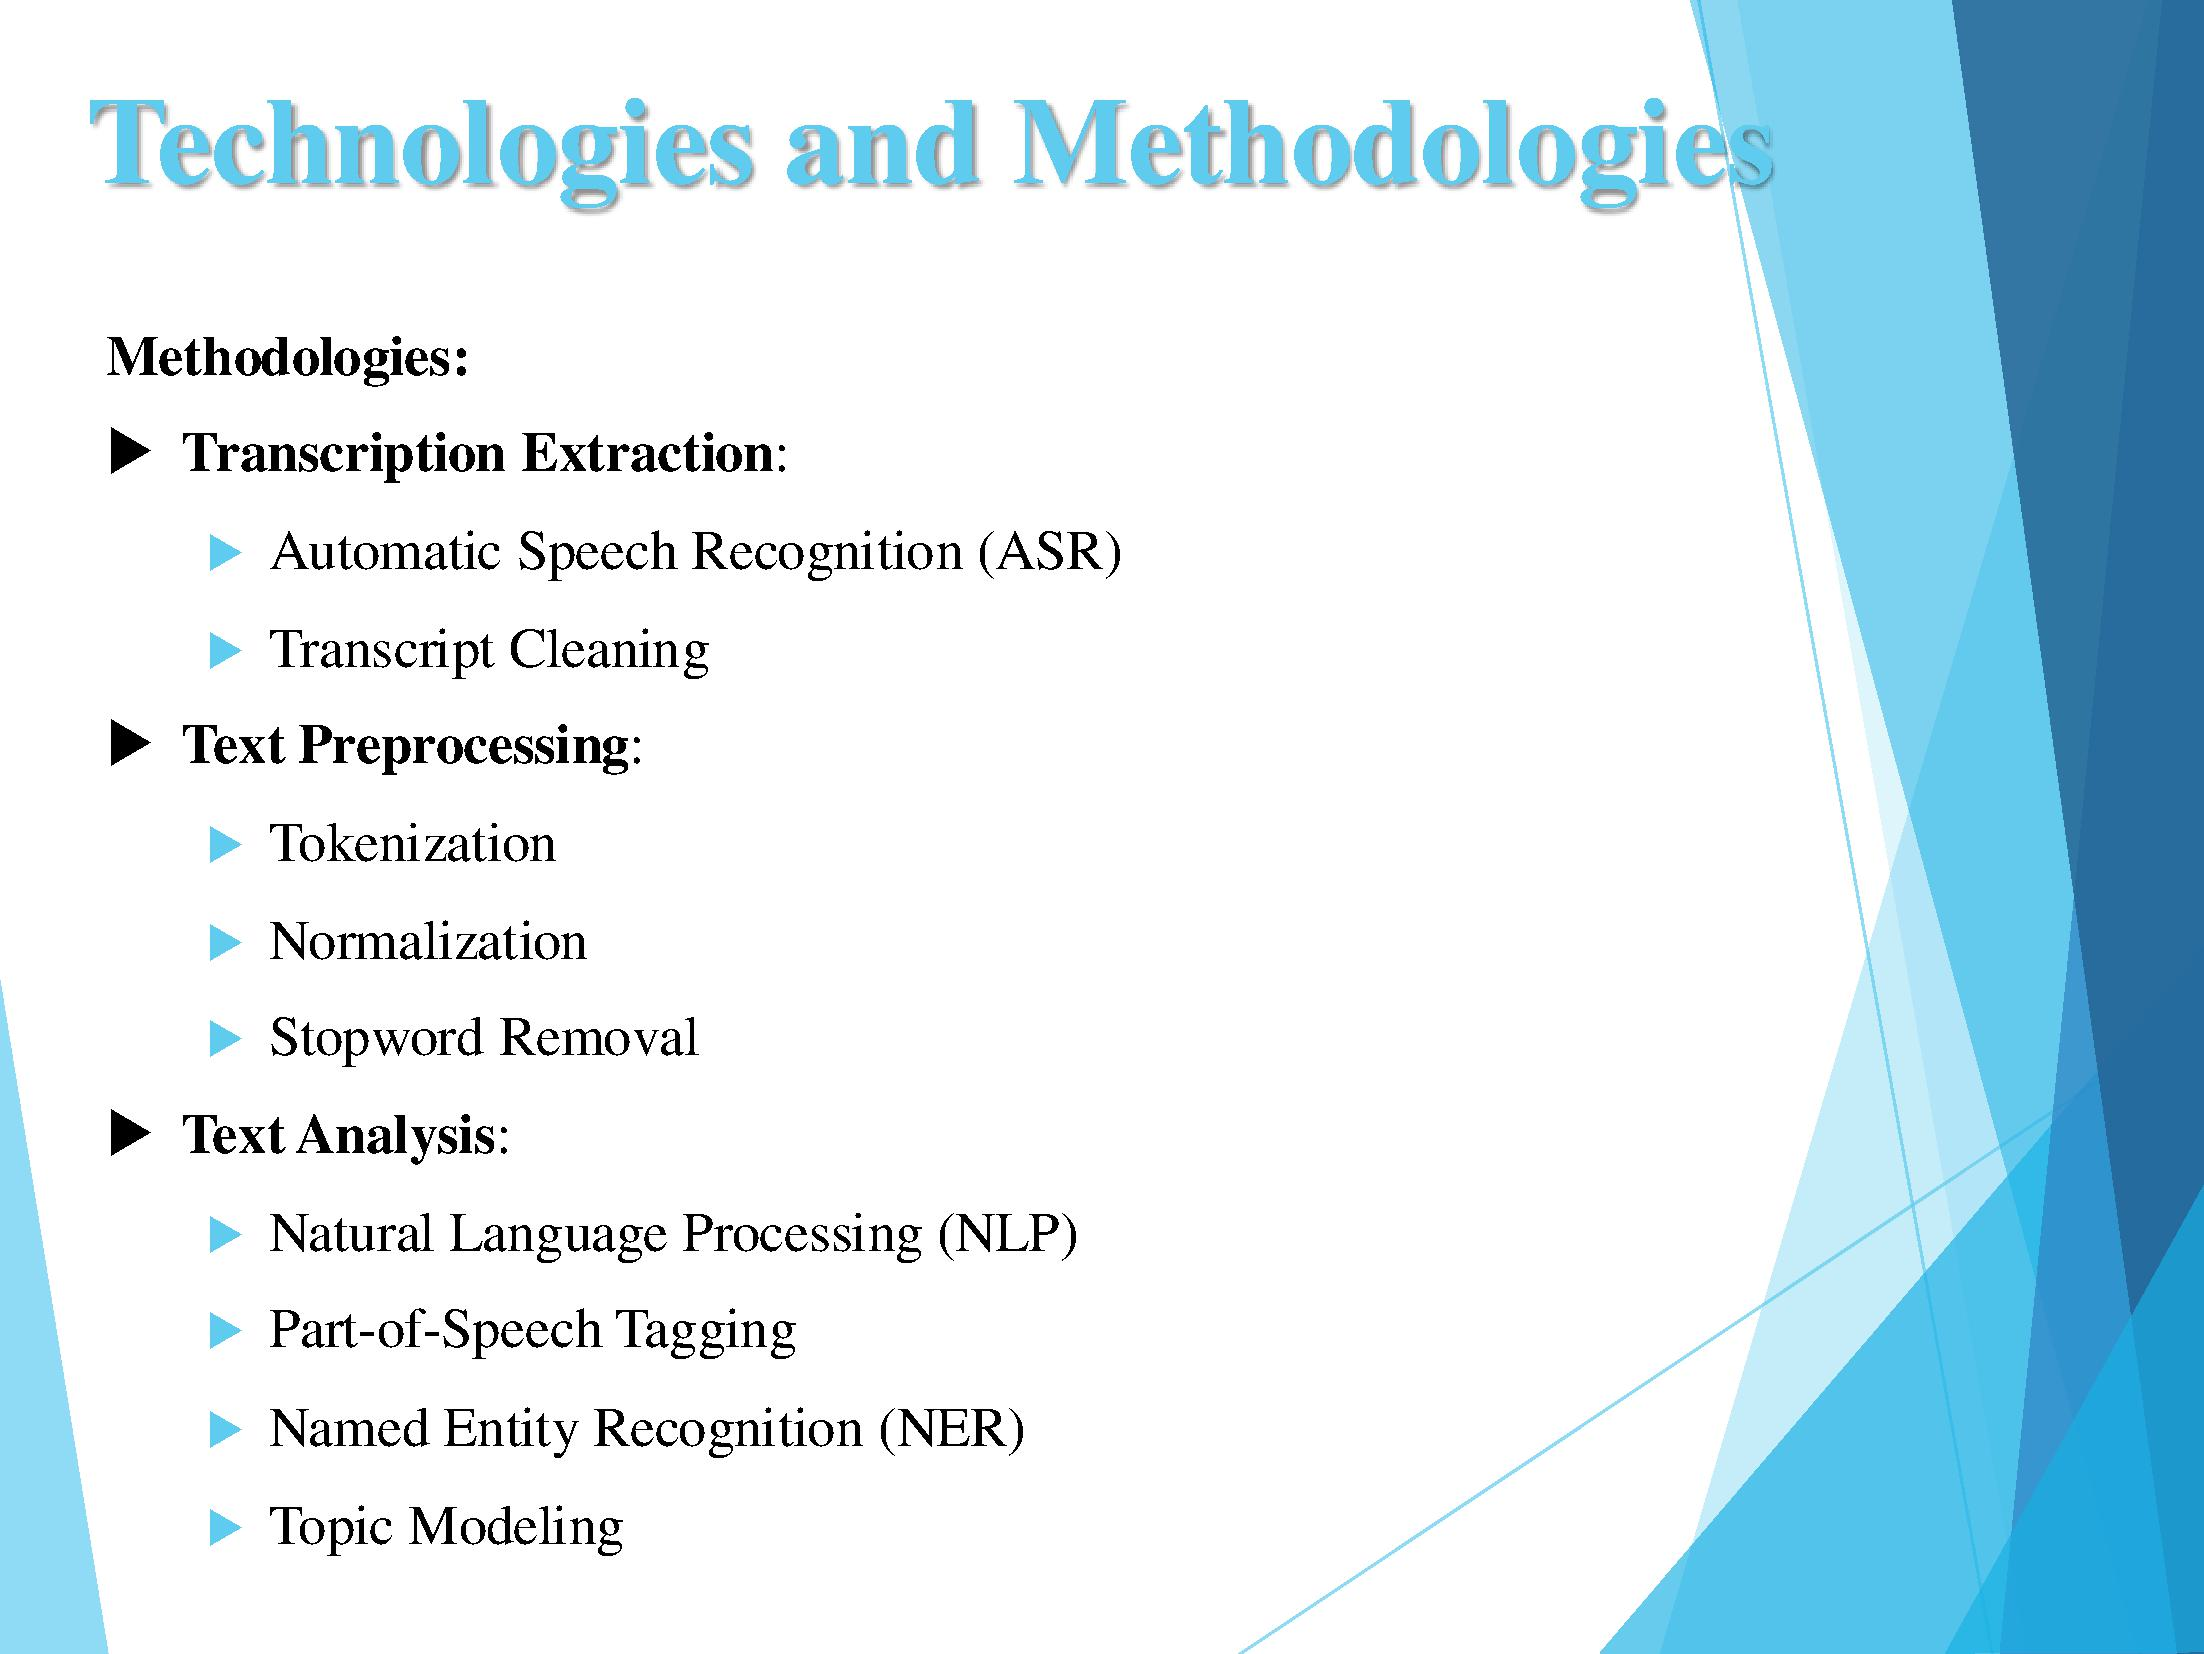 Technologies and Methodologies
Methodologies:
Transcription Extraction:
Automatic Speech Recognition (ASR)
Transcript Cleaning
Text Preprocessing:
Tokenization
Normalization
Stopword Removal
Text Analysis:
Natural Language Processing (NLP)
Part-of-Speech Tagging
Named Entity Recognition (NER)
Topic Modeling